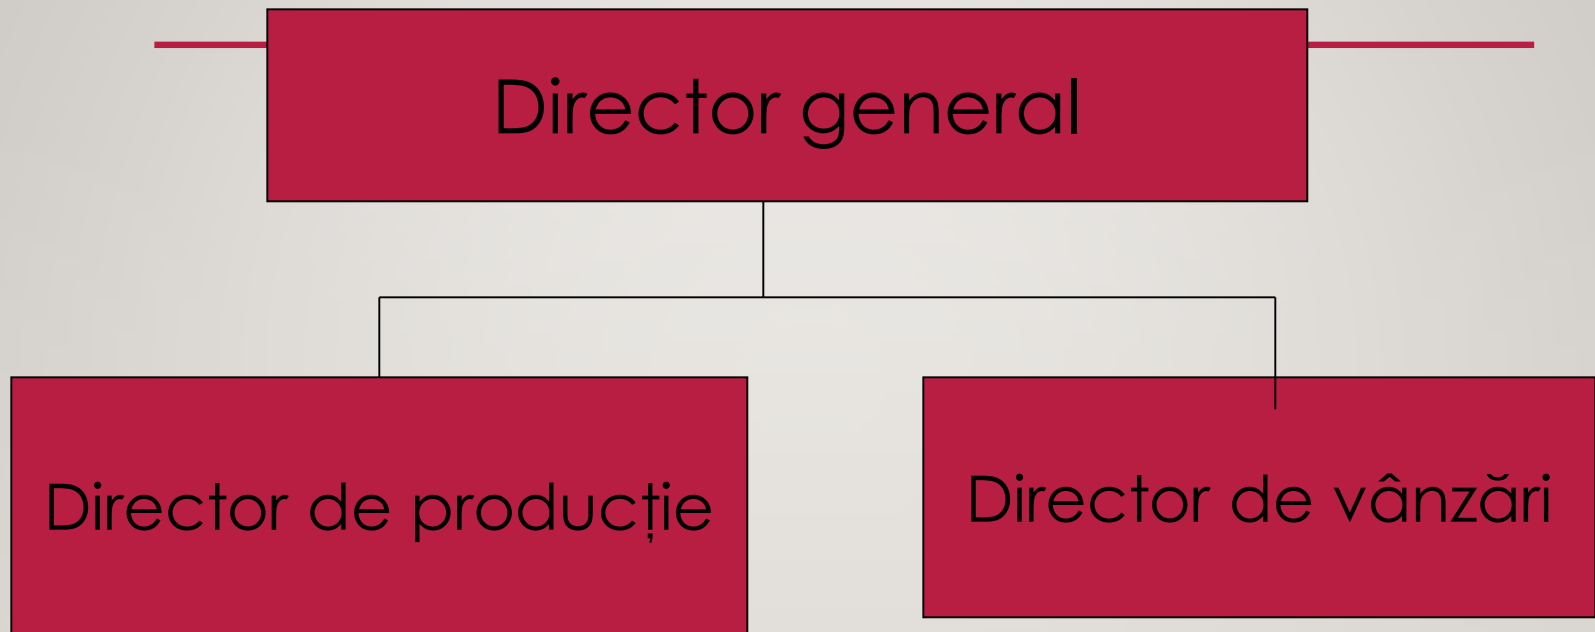 Director general
Director de producție
Director de vânzări